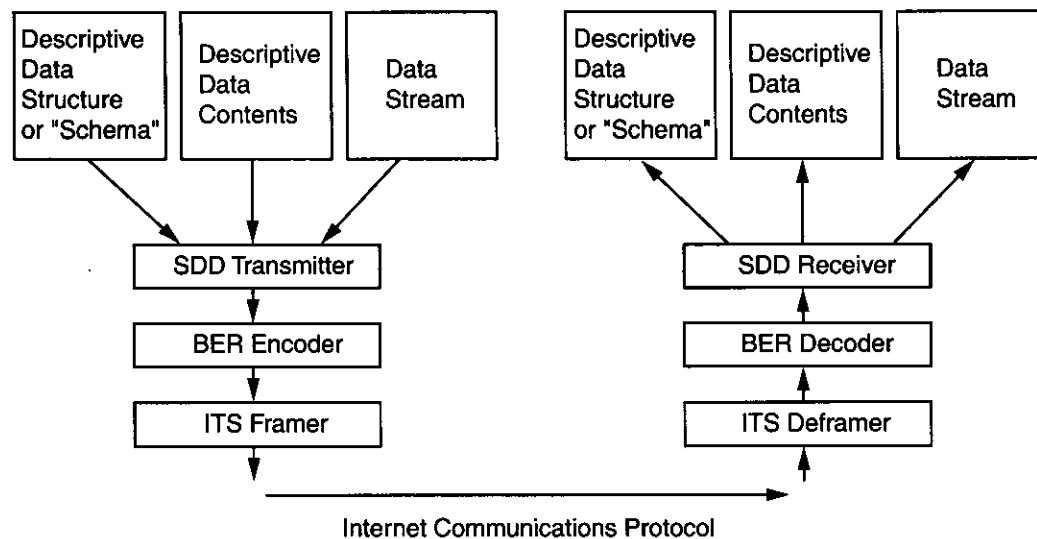 Descriptive
Data
Structure
or "Schema"
Descriptive
Data
Contents
Data
Stream
Descriptive
Data
Structure
or "Schema"
Descriptive
Data
Contents
Data
Stream
SDD Transmitter
SDD Receiver
BER Encoder
BER Decoder
ITS Framer
ITS Deframer
Internet Communications Protocol